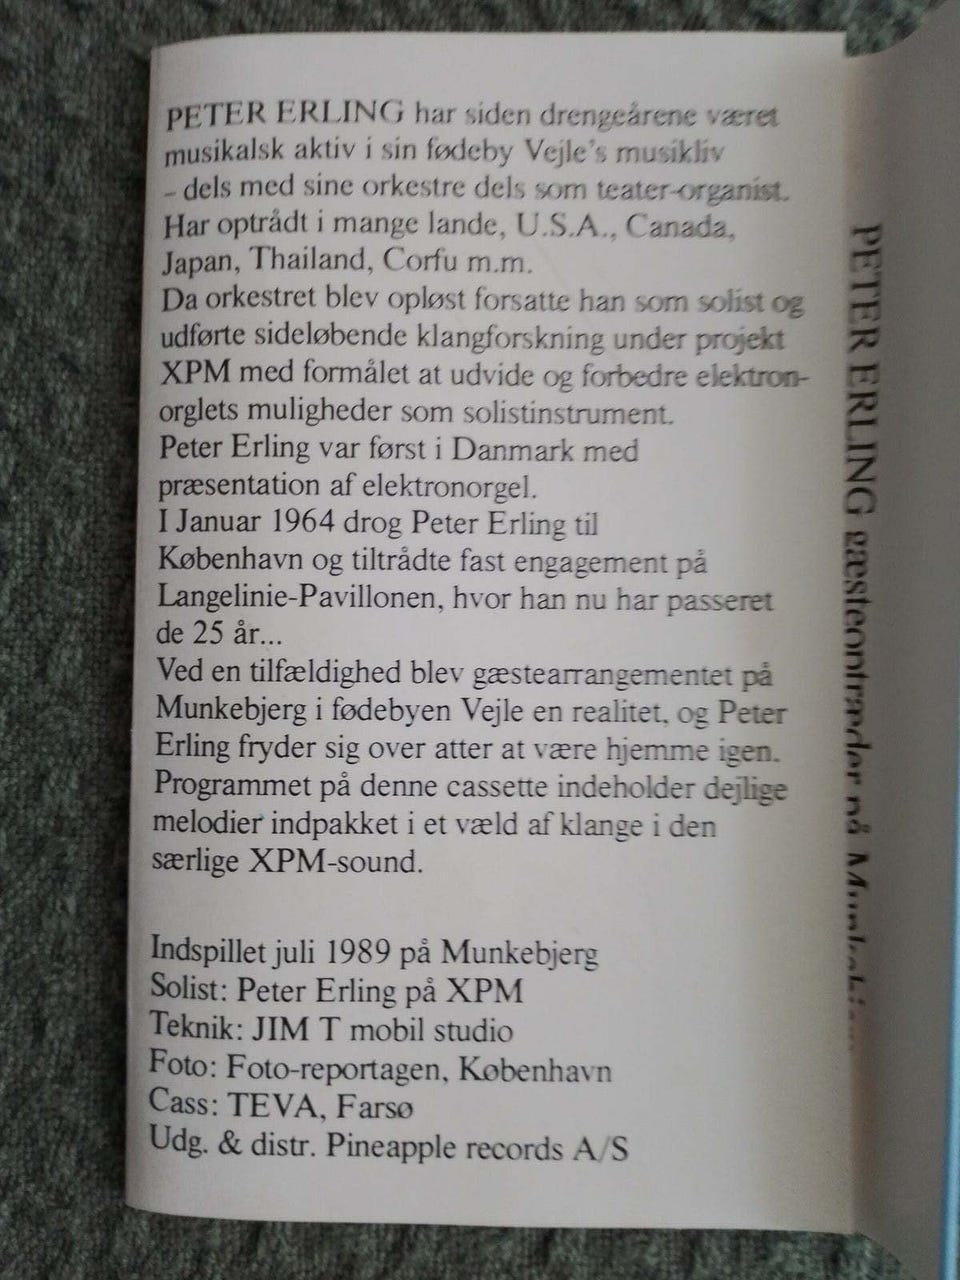 PETER ERLING har siden drengeårene været
musikalsk aktiv i sin fødeby Vejle's musikliv
– dels med sine orkestre dels som teater-organist.
Har optrådt i mange lande, U.S.A., Canada,
Japan, Thailand, Corfu m.m.
Da orkestret blev opløst forsatte han som solist og
udførte sideløbende klangforskning under projekt
XPM med formålet at udvide og forbedre elektron-
orglets muligheder som solistinstrument.
Peter Erling var først i Danmark med
præsentation af elektronorgel.
I Januar 1964 drog Peter Erling til
København og tiltrådte fast engagement på
Langelinie-Pavillonen, hvor han nu har passeret
de 25 år...
Ved en tilfældighed blev gæstearrangementet på
Munkebjerg i fødebyen Vejle en realitet, og Peter
Erling fryder sig over atter at være hjemme igen.
Programmet på denne cassette indeholder dejlige
melodier indpakket i et væld af klange i den
særlige XPM-sound.
Indspillet juli 1989 på Munkebjerg
Solist: Peter Erling på XPM
Teknik: JIM T mobil studio
Foto: Foto-reportagen, København
Cass: TEVA, Farsø
Udg. & distr. Pineapple records A/S
PETER ERLING gæsteoptræder på